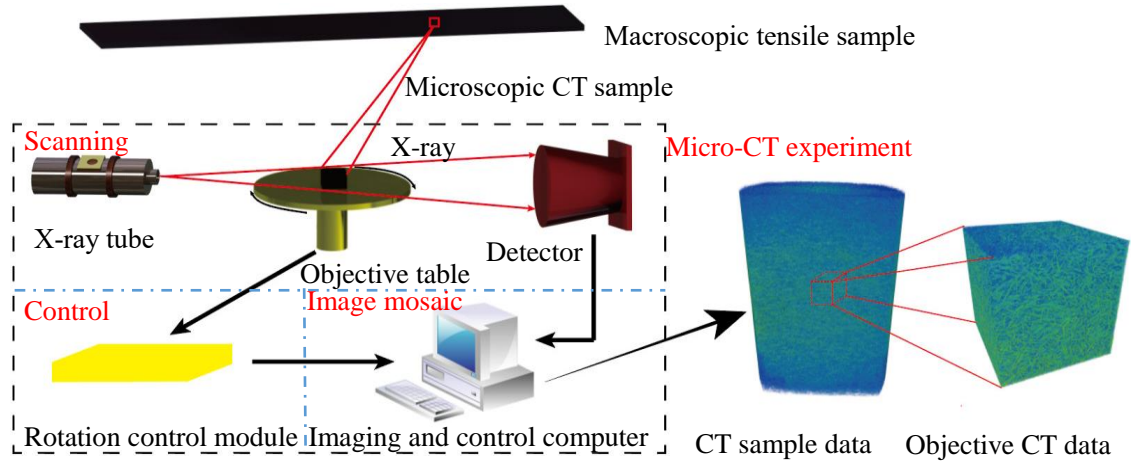 Macroscopic tensile sample
Microscopic CT sample
Scanning
X-ray
Micro-CT experiment
X-ray tube
Detector
Objective table
Control
Image mosaic
Rotation control module
Imaging and control computer
CT sample data
Objective CT data